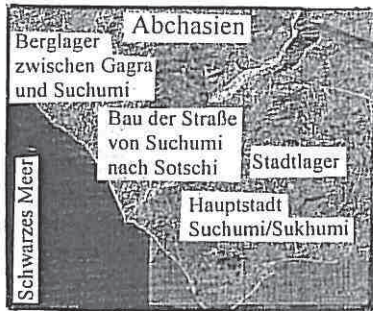 Abchasien
Berglager
zwischen Gagra
und Suchumi
Bau der Straße
von Suchumi
nach Sotschi
Stadtlager
Hauptstadt
Suchumi/Sukhumi
Schwarzes Meer